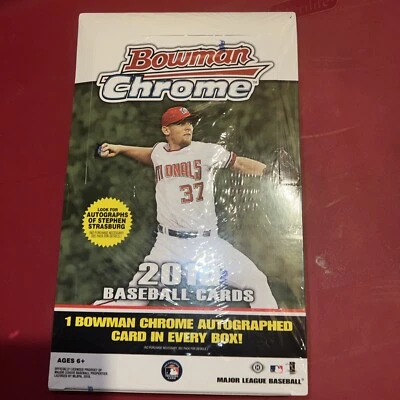 Bowman
Chrome
IONALS
37
LOOK FOR
AUTOGRAPHS
OF STEPHEN
STRASBURG
BASEBALL CARDS
1 BOWMAN CHROME AUTOGRAPHED
CARD IN EVERY BOX!
AGES 6+
MAJOR LEAGUE BASEBALL